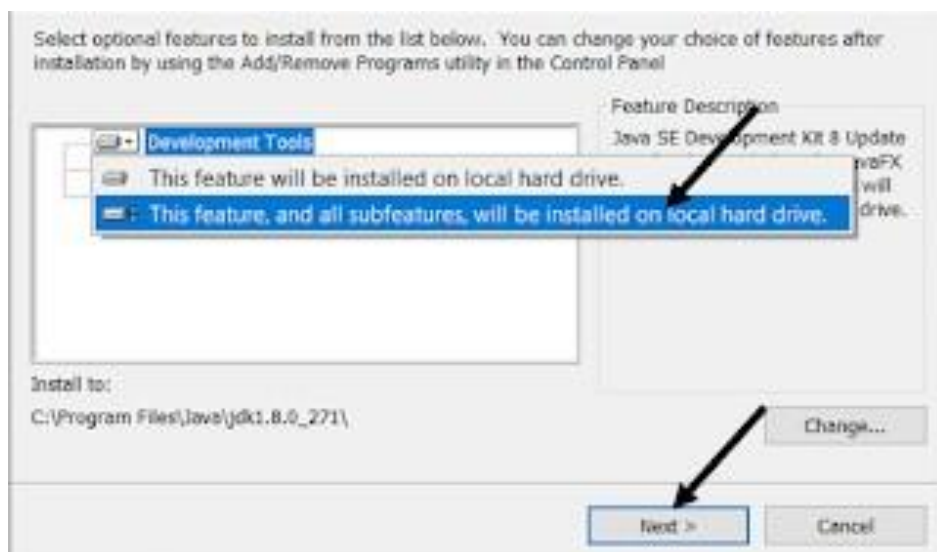 Select optional features to install from the list below. You can change your choice of features after
installation by using the Add/Remove Programs utility in the Control Panel
Feature Description
Development Tools
Java SE Development Kit 8 Update
This feature will be installed on local hard drive.
will
This feature, and all subfeatures, will be installed on local hard drive.
drive.
Install to:
C:\Program Files\Java\jdk1.8.0_271\
Change...
Next >
Cancel